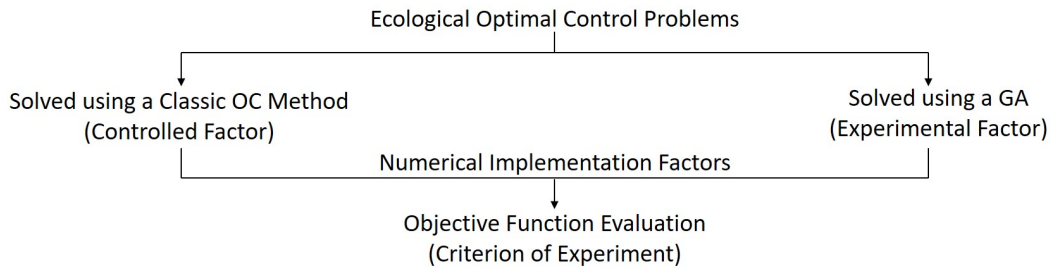 Ecological Optimal Control Problems
Solved using a Classic OC Method
(Controlled Factor)
Solved using a GA
(Experimental Factor)
Numerical Implementation Factors
Objective Function Evaluation
(Criterion of Experiment)